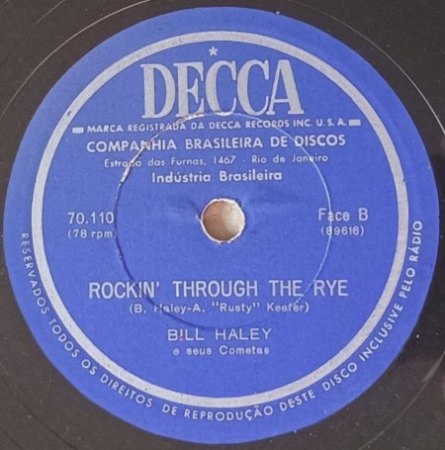 DECCA
MARCA REGISTRADA DA DECCA RECORDS INC. U.S.A.
COMPANHIA BRASILEIRA DE DISCOS
Estrada das Furnas, 1467 - Rio de Janeiro
Indústria Brasileira
70.110
(78 rpm)
Face B
(89616)
ROCKIN' THROUGH THE RYE
(B. Haley-A. "Rusty" Keefer)
BILL HALEY
e seus Cometas
RESERVADOS TODOS OS DIREITOS DE REPRODUÇÃO DESTE DISCO INCLUSIVE PELO RÁDIO